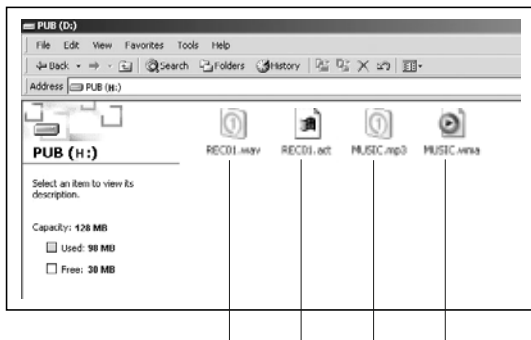 PUB (D:)
File Edit View Favorites Tools Help
Back Search Folders History
Address PUB (H:)
REC01.wav REC01.act MUSIC.mp3 MUSIC.wma
PUB (H:)
Select an item to view its
description.
Capacity: 128 MB
Used: 98 MB
Free: 30 MB